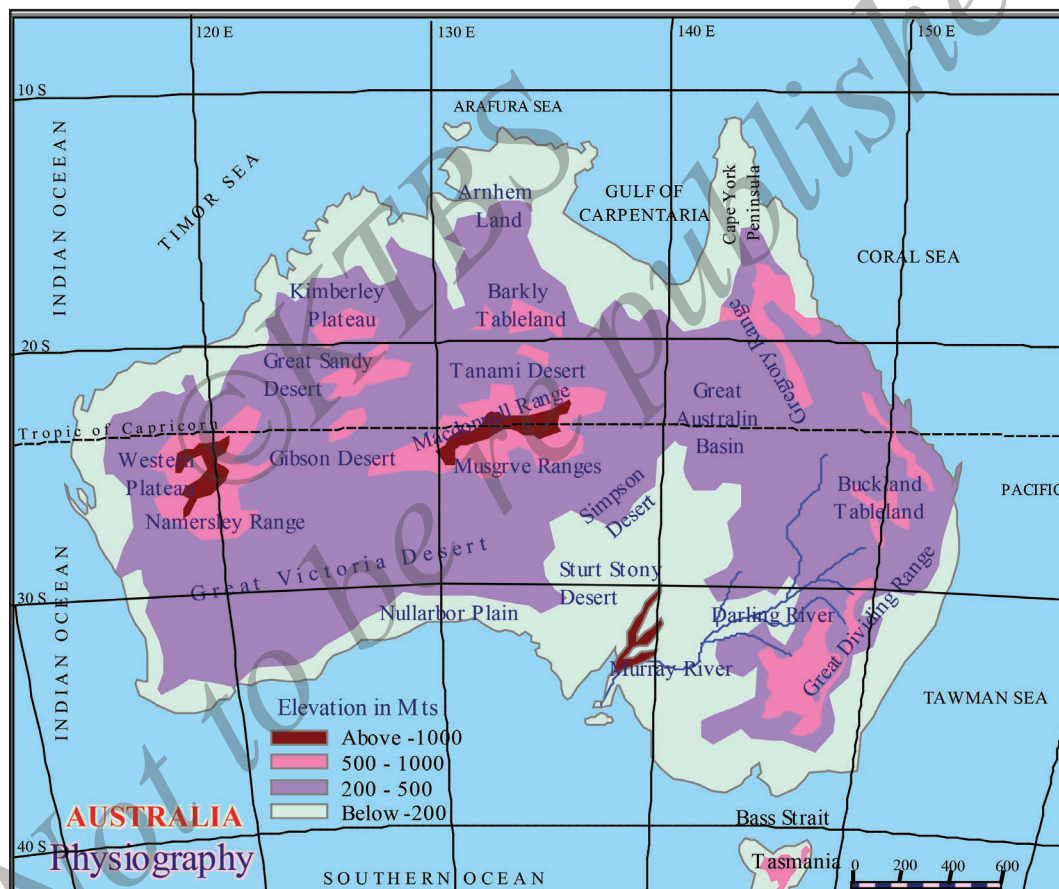 120 E
130 E
140 E
150 E
10 S
ARAFURA SEA
INDIAN OCEAN
TIMOR SEA
Arnhem
Land
GULF OF
CARPENTARIA
Cape York
Peninsula
CORAL SEA
Kimberley
Plateau
Barkly
Tableland
Gregrory Range
20 S
Great Sandy
Desert
Tanami Desert
Great
Australin
Basin
Macdonnall Range
Tropic of Capricorn
Western
Plateau
Gibson Desert
Musgrve Ranges
Simpson
Desert
Buckland
Tableland
PACIFIC
Namersley Range
Great Victoria Desert
Sturt Stony
Desert
30 S
Nullarbor Plain
Darling River
Great Dividing Range
INDIAN OCEAN
Murray River
TAWMAN SEA
Elevation in Mts
Above -1000
500 - 1000
200 - 500
Below -200
AUSTRALIA
Physiography
Bass Strait
40 S
Tasmania
0 200 400 600
SOUTHERN OCEAN
©KTBS
Not to be republished